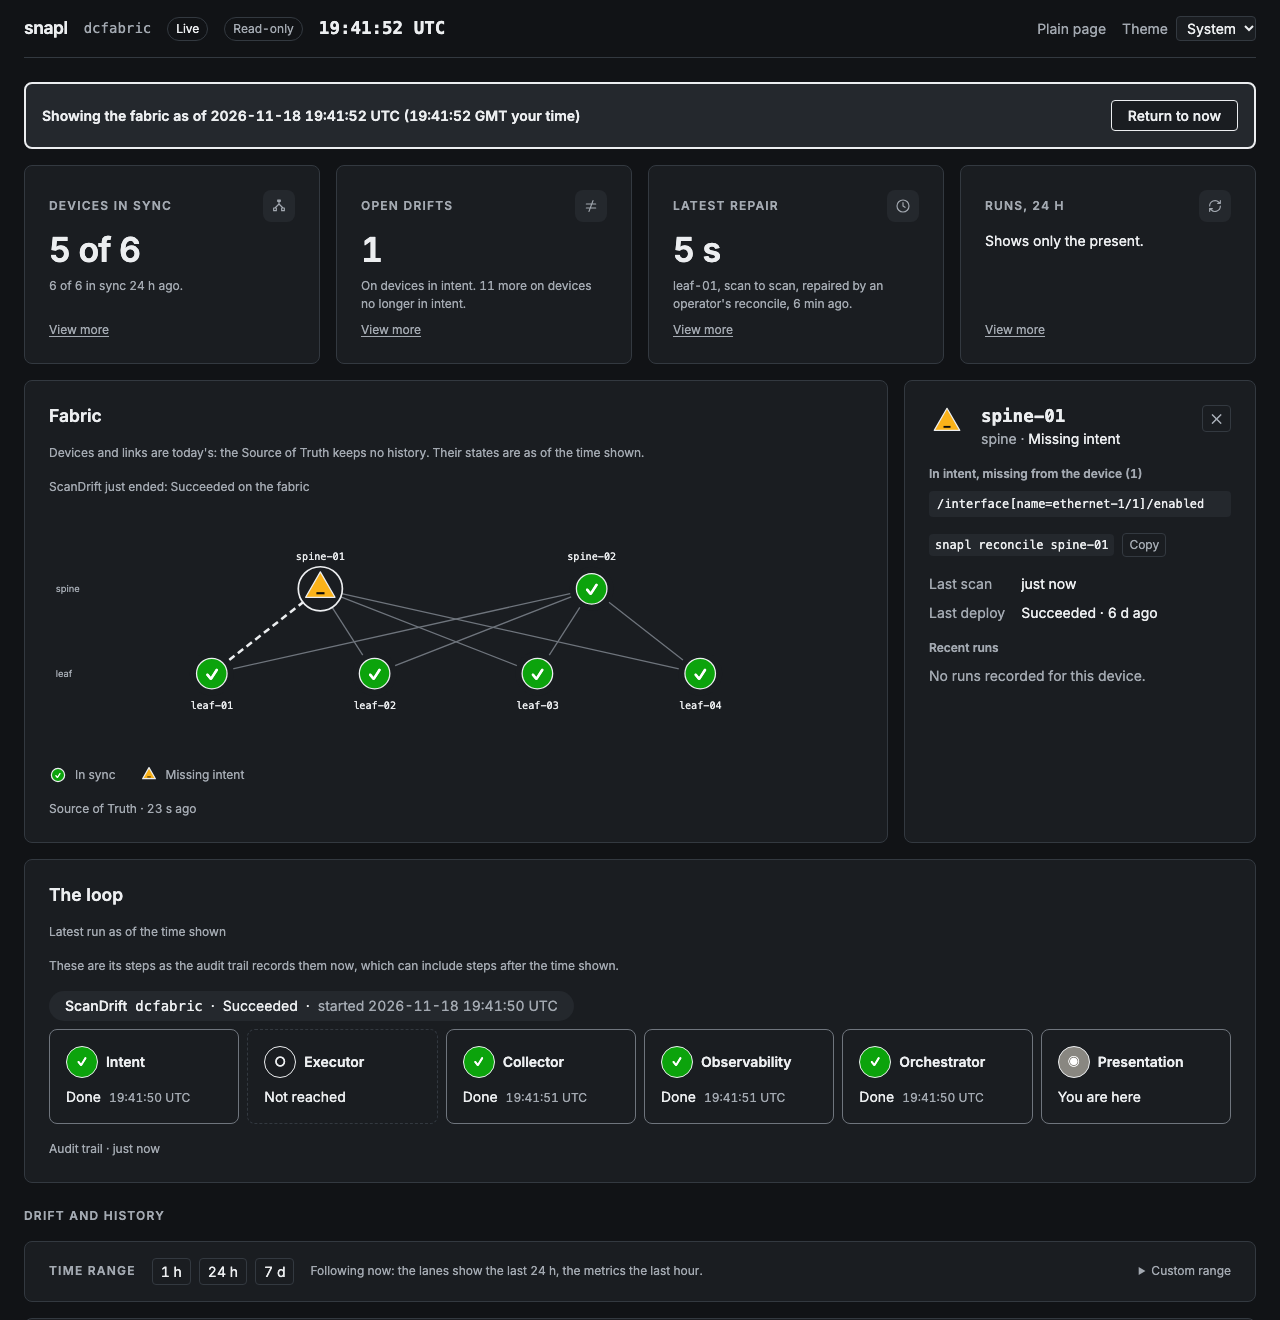 snapl dcfabric Live Read-only 19:41:52 UTC Plain page Theme System
Showing the fabric as of 2026-11-18 19:41:52 UTC (19:41:52 GMT your time) Return to now
DEVICES IN SYNC
5 of 6
6 of 6 in sync 24 h ago.
View more
OPEN DRIFTS
≠
1
On devices in intent. 11 more on devices
no longer in intent.
View more
LATEST REPAIR
5 s
leaf-01, scan to scan, repaired by an
operator's reconcile, 6 min ago.
View more
RUNS, 24 H
Shows only the present.
View more
Fabric
Devices and links are today's: the Source of Truth keeps no history. Their states are as of the time shown.
ScanDrift just ended: Succeeded on the fabric
spine-01 spine-02
spine
leaf
leaf-01 leaf-02 leaf-03 leaf-04
In sync Missing intent
Source of Truth · 23 s ago
spine-01
spine · Missing intent
In intent, missing from the device (1)
/interface[name=ethernet-1/1]/enabled
snapl reconcile spine-01 Copy
Last scan just now
Last deploy Succeeded · 6 d ago
Recent runs
No runs recorded for this device.
The loop
Latest run as of the time shown
These are its steps as the audit trail records them now, which can include steps after the time shown.
ScanDrift dcfabric · Succeeded · started 2026-11-18 19:41:50 UTC
Intent
Done 19:41:50 UTC
Executor
Not reached
Collector
Done 19:41:51 UTC
Observability
Done 19:41:51 UTC
Orchestrator
Done 19:41:50 UTC
Presentation
You are here
Audit trail · just now
DRIFT AND HISTORY
TIME RANGE 1 h 24 h 7 d Following now: the lanes show the last 24 h, the metrics the last hour. Custom range